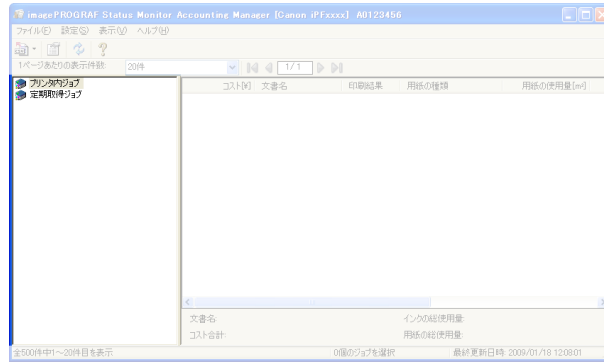 imagePROGRAF Status Monitor Accounting Manager [Canon iPFxxxx] A0123456
ファイル(F) 設定(S) 表示(V) ヘルプ(H)
1ページあたりの表示件数: 20件 1/1
コスト[¥] 文書名 印刷結果 用紙の種類 用紙の使用量[m²]
プリンタ内ジョブ
定期取得ジョブ
文書名: インクの総使用量:
コスト合計: 用紙の総使用量:
全500件中1~20件目を表示 0個のジョブを選択 最終更新日時: 2009/01/18 12:08:01